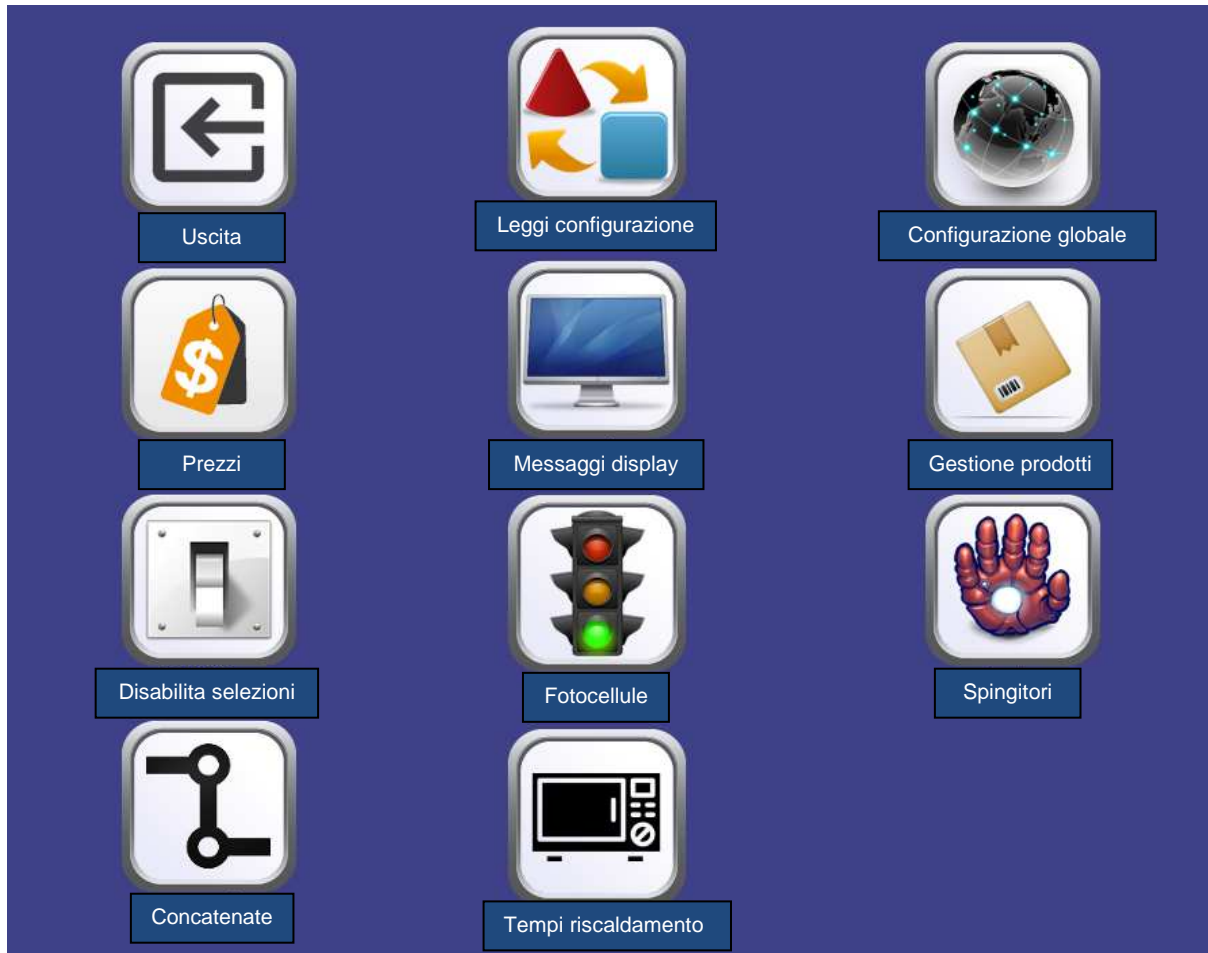 Uscita
Leggi configurazione
Configurazione globale
Prezzi
Messaggi display
Gestione prodotti
Disabilita selezioni
Fotocellule
Spingitori
Concatenate
Tempi riscaldamento